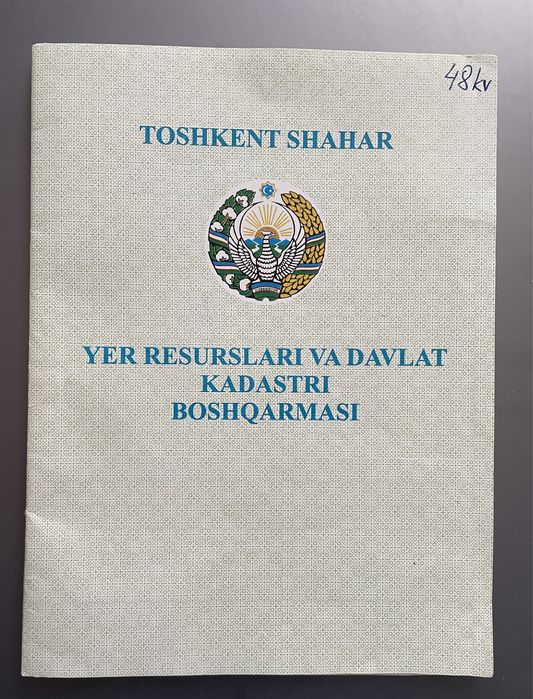 48kv
TOSHKENT SHAHAR
YER RESURSLARI VA DAVLAT
KADASTRI
BOSHQARMASI